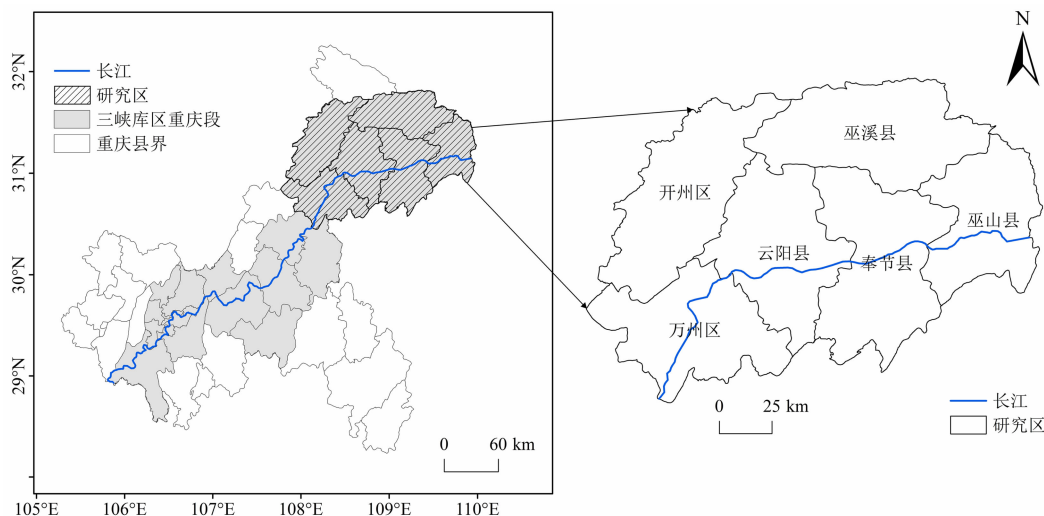 32°N
31°N
30°N
29°N
长江
研究区
三峡库区重庆段
重庆县界
0 60 km
105°E 106°E 107°E 108°E 109°E 110°E
N
巫溪县
开州区
巫山县
云阳县
奉节县
万州区
0 25 km
长江
研究区